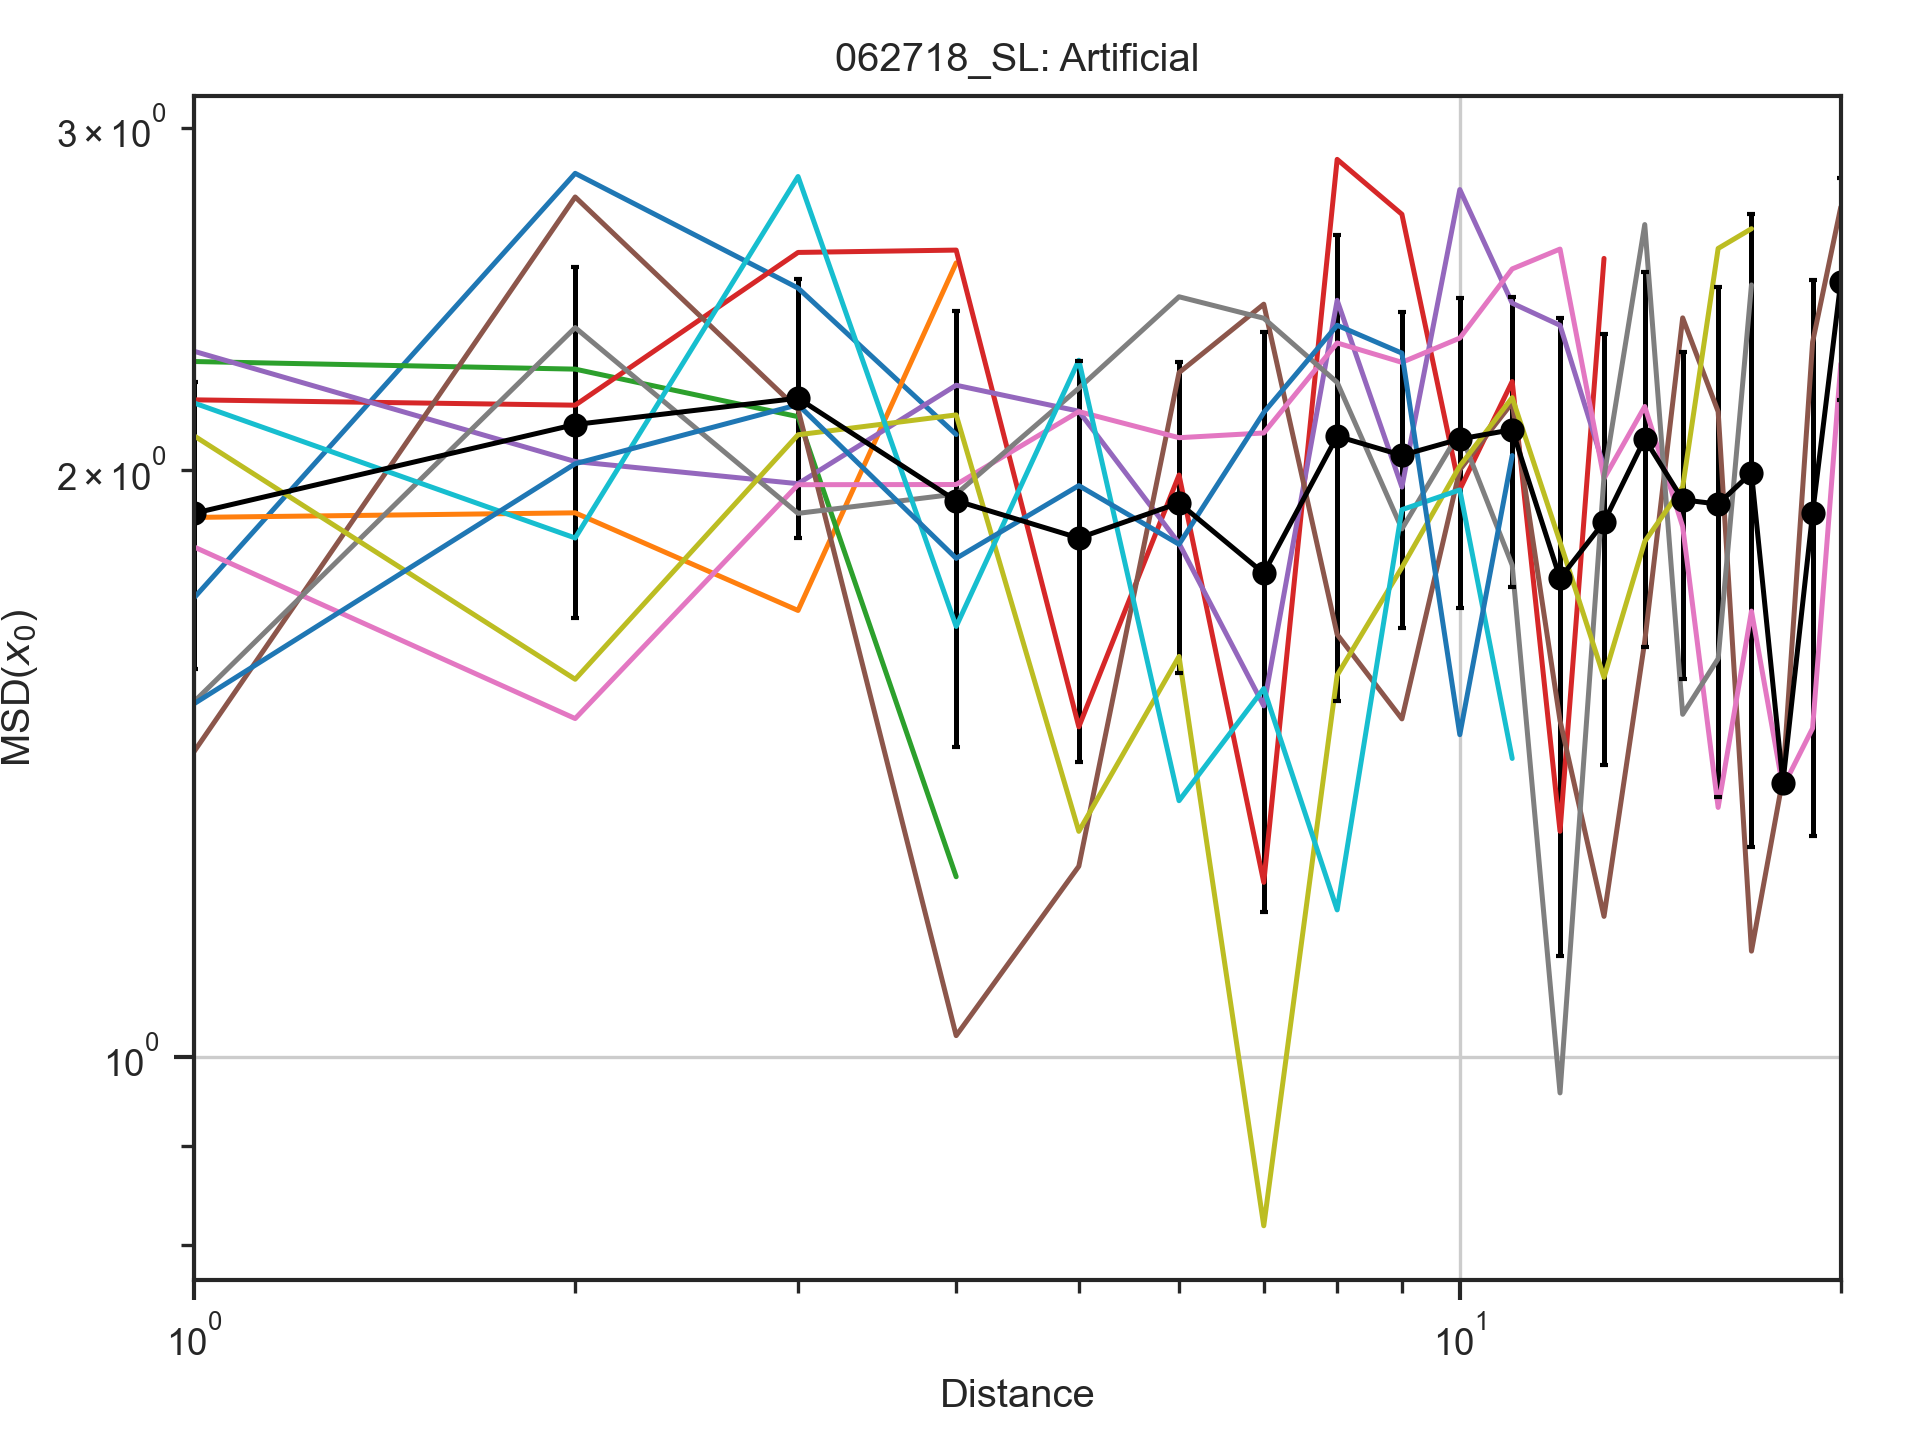 062718_SL: Artificial
3 × 10⁰
2 × 10⁰
10⁰
MSD(x₀)
10⁰ 10¹
Distance